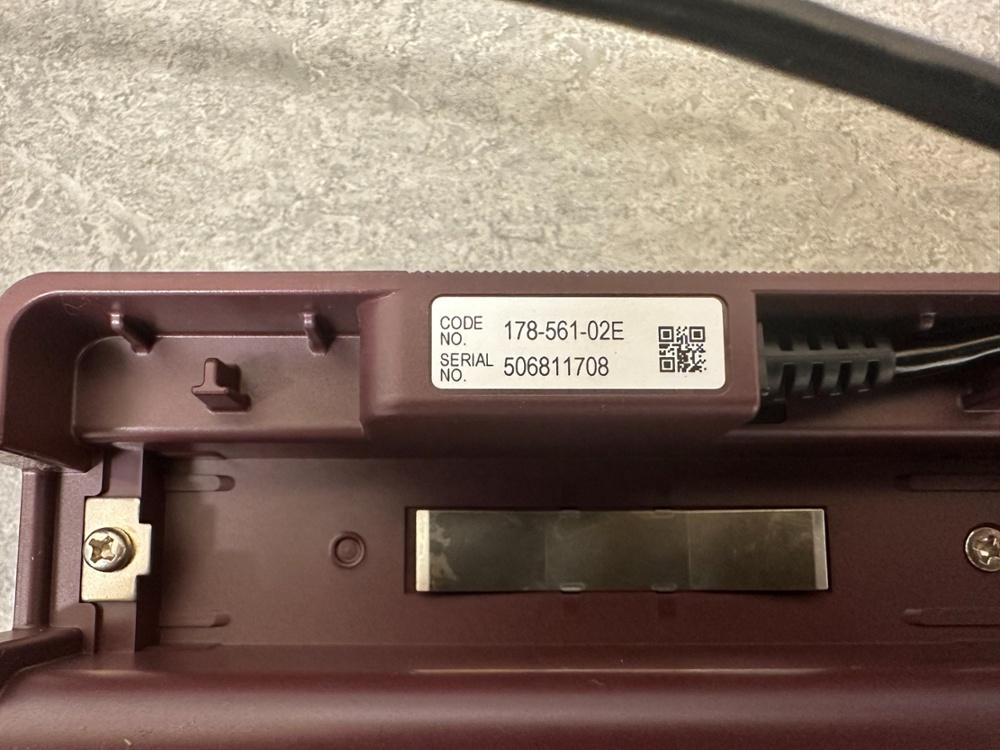 CODE NO. 178-561-02E
SERIAL NO. 506811708